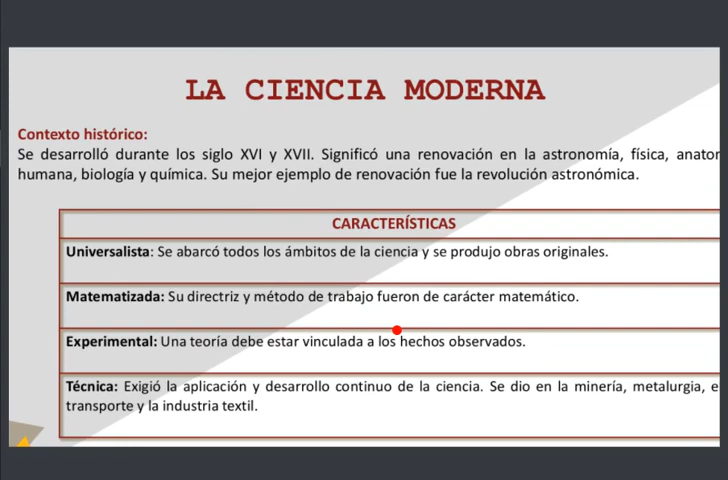 LA CIENCIA MODERNA
Contexto histórico:
Se desarrolló durante los siglo XVI y XVII. Significó una renovación en la astronomía, física,
humana, biología y química. Su mejor ejemplo de renovación fue la revolución astronómica.
CARACTERÍSTICAS
Universalista: Se abarcó todos los ámbitos de la ciencia y se produjo obras originales.
Matematizada: Su directriz y método de trabajo fueron de carácter matemático.
Experimental: Una teoría debe estar vinculada a los hechos observados.
Técnica: Exigió la aplicación y desarrollo continuo de la ciencia. Se dio en la minería, metalurgia,
transporte y la industria textil.